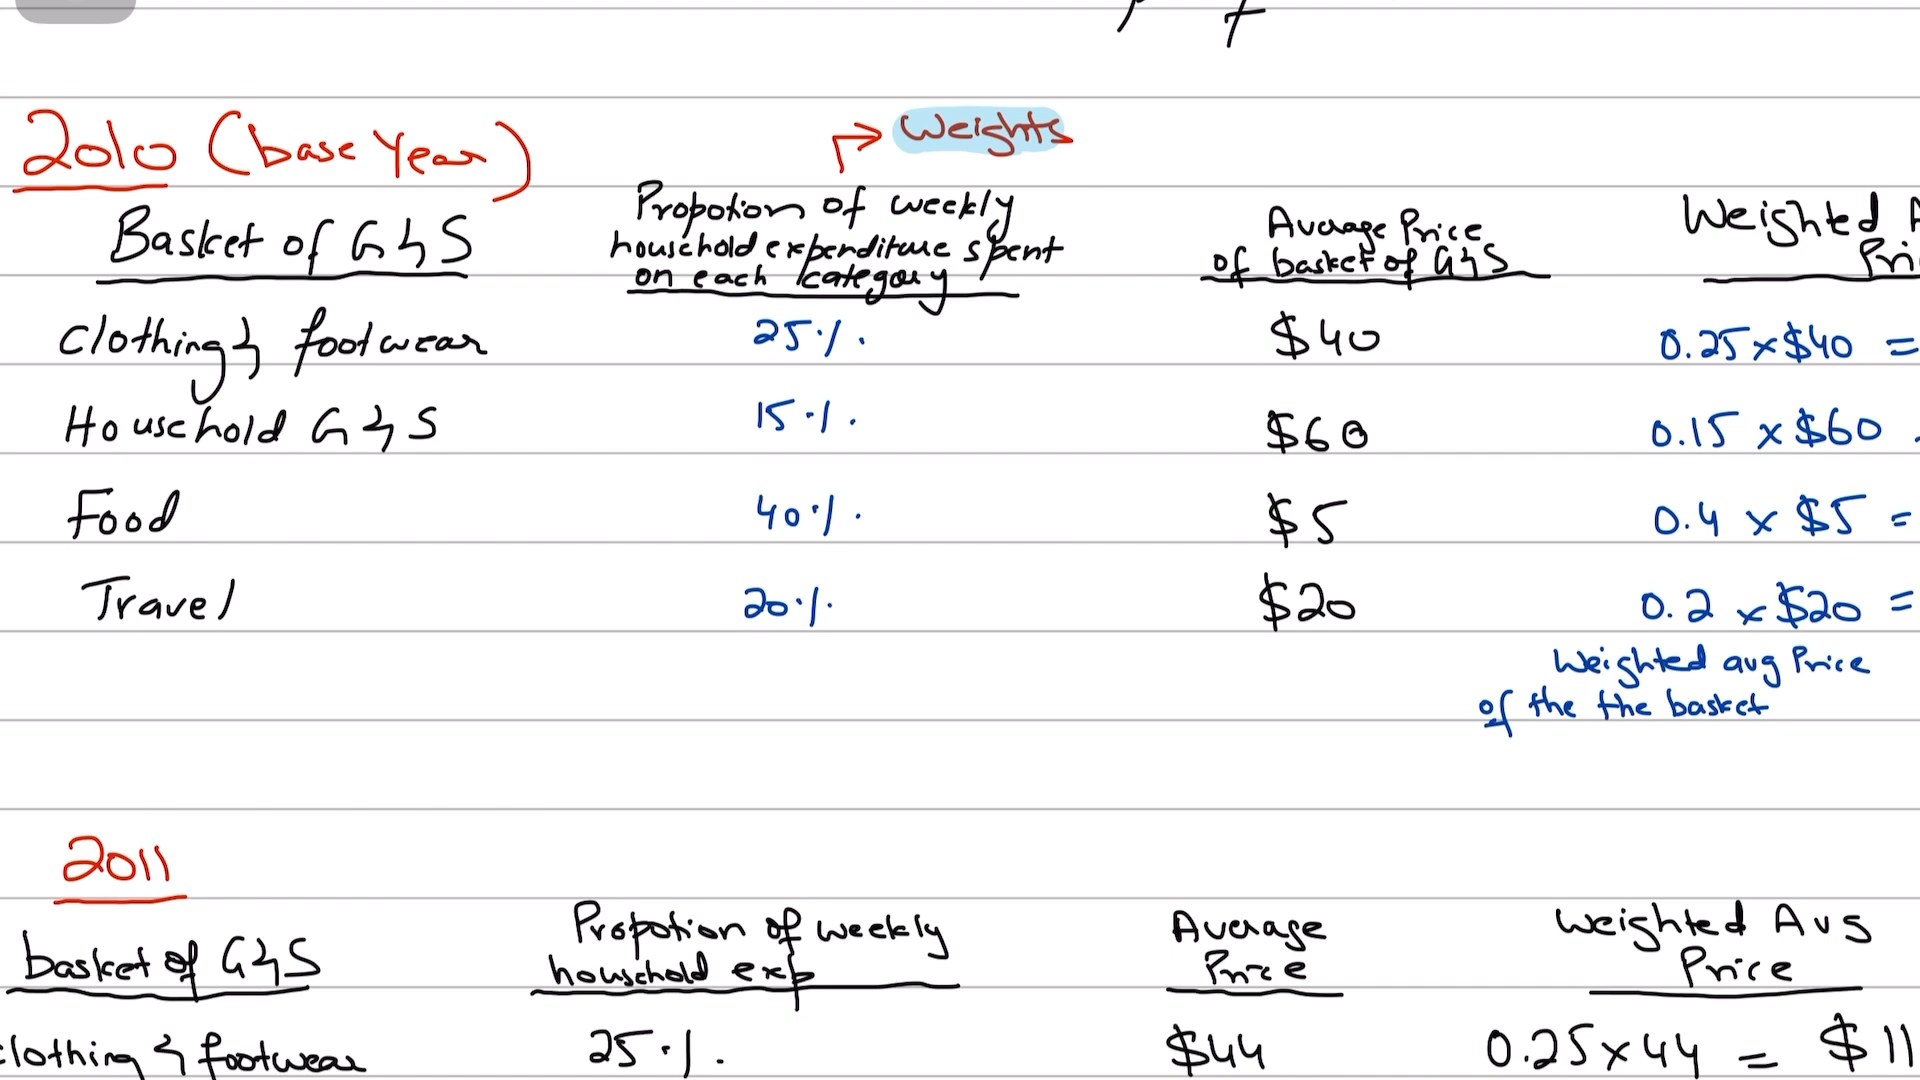 2010 (base Year)
Weights
Basket of G & S
Propotion of weekly
household expenditure spent
on each category
Average Price
of basket of G & S
Weighted A
Pri
Clothing & footwear
25%.
$40
0.25 x $40 =
Household G & S
15%.
$60
0.15 x $60
Food
40%.
$5
0.4 x $5 =
Travel
20%.
$20
0.2 x $20 =
Weighted avg Price
of the the basket
2011
basket of G & S
Propotion of weekly
household exp
Average
Price
Weighted Avg
Price
clothing & footwear
25%.
$44
0.25 x 44 = $11